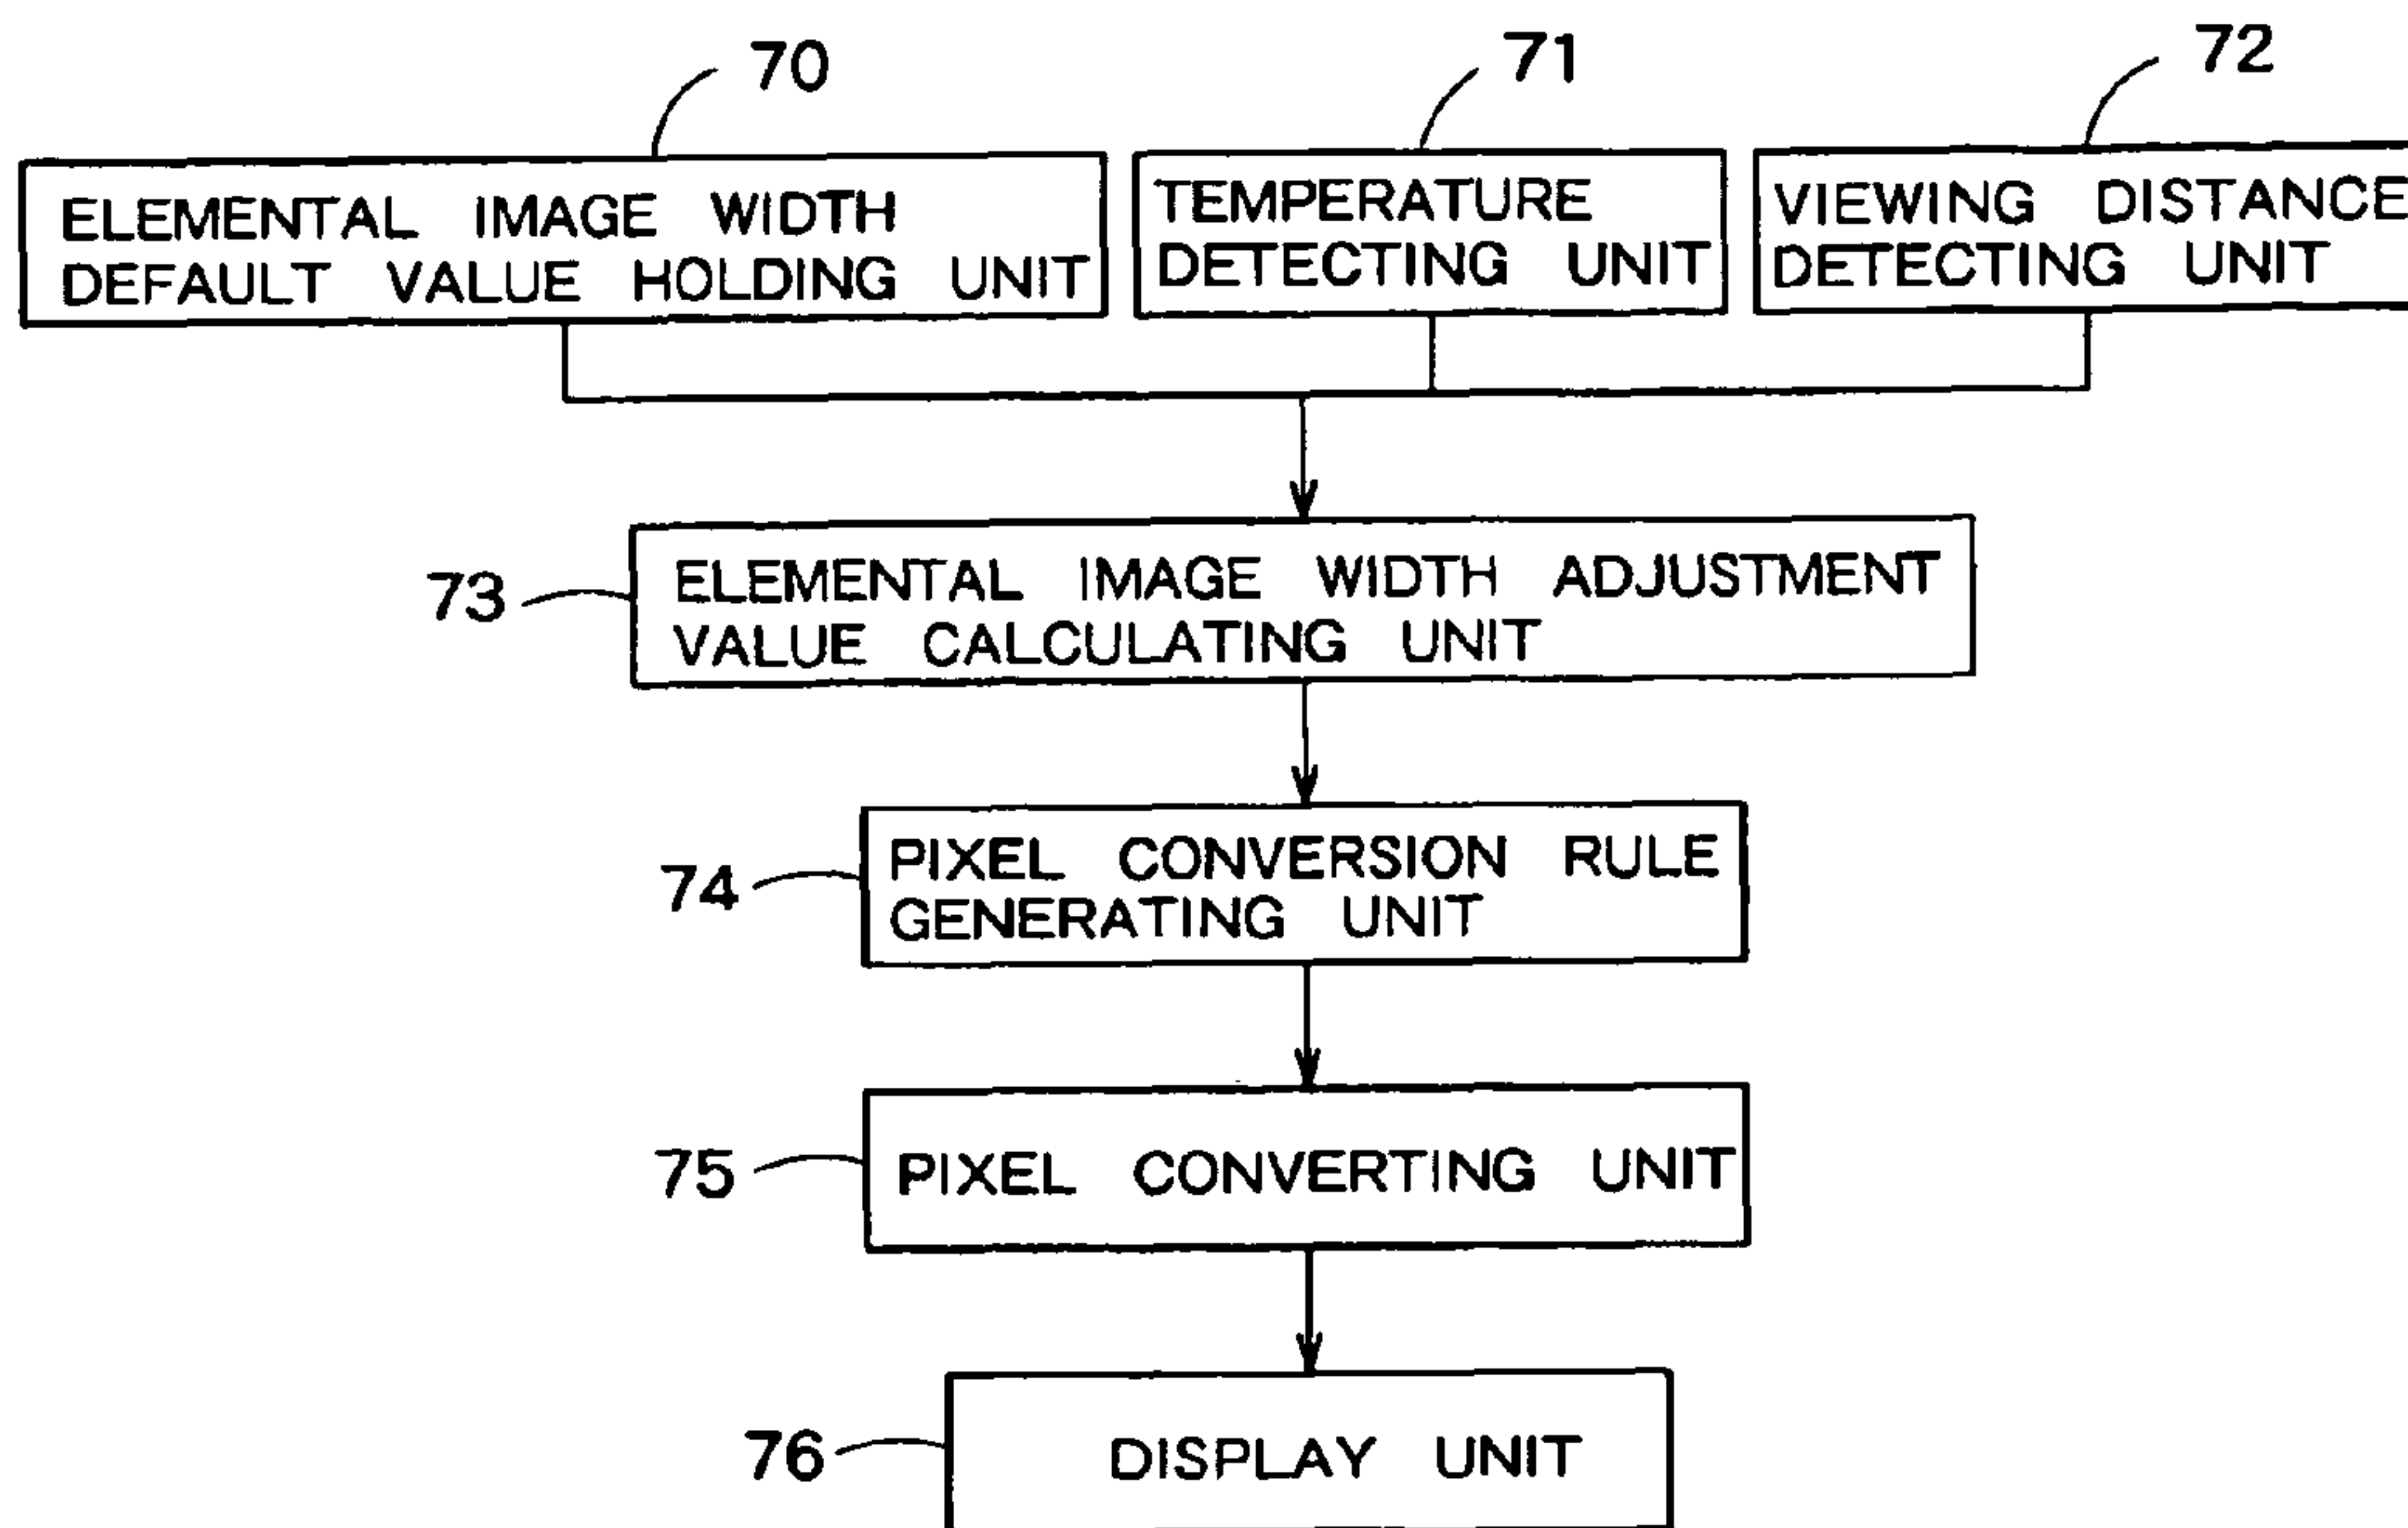 70
71
72
ELEMENTAL IMAGE WIDTH
DEFAULT VALUE HOLDING UNIT
TEMPERATURE
DETECTING UNIT
VIEWING DISTANCE
DETECTING UNIT
73
ELEMENTAL IMAGE WIDTH ADJUSTMENT
VALUE CALCULATING UNIT
74
PIXEL CONVERSION RULE
GENERATING UNIT
75
PIXEL CONVERTING UNIT
76
DISPLAY UNIT